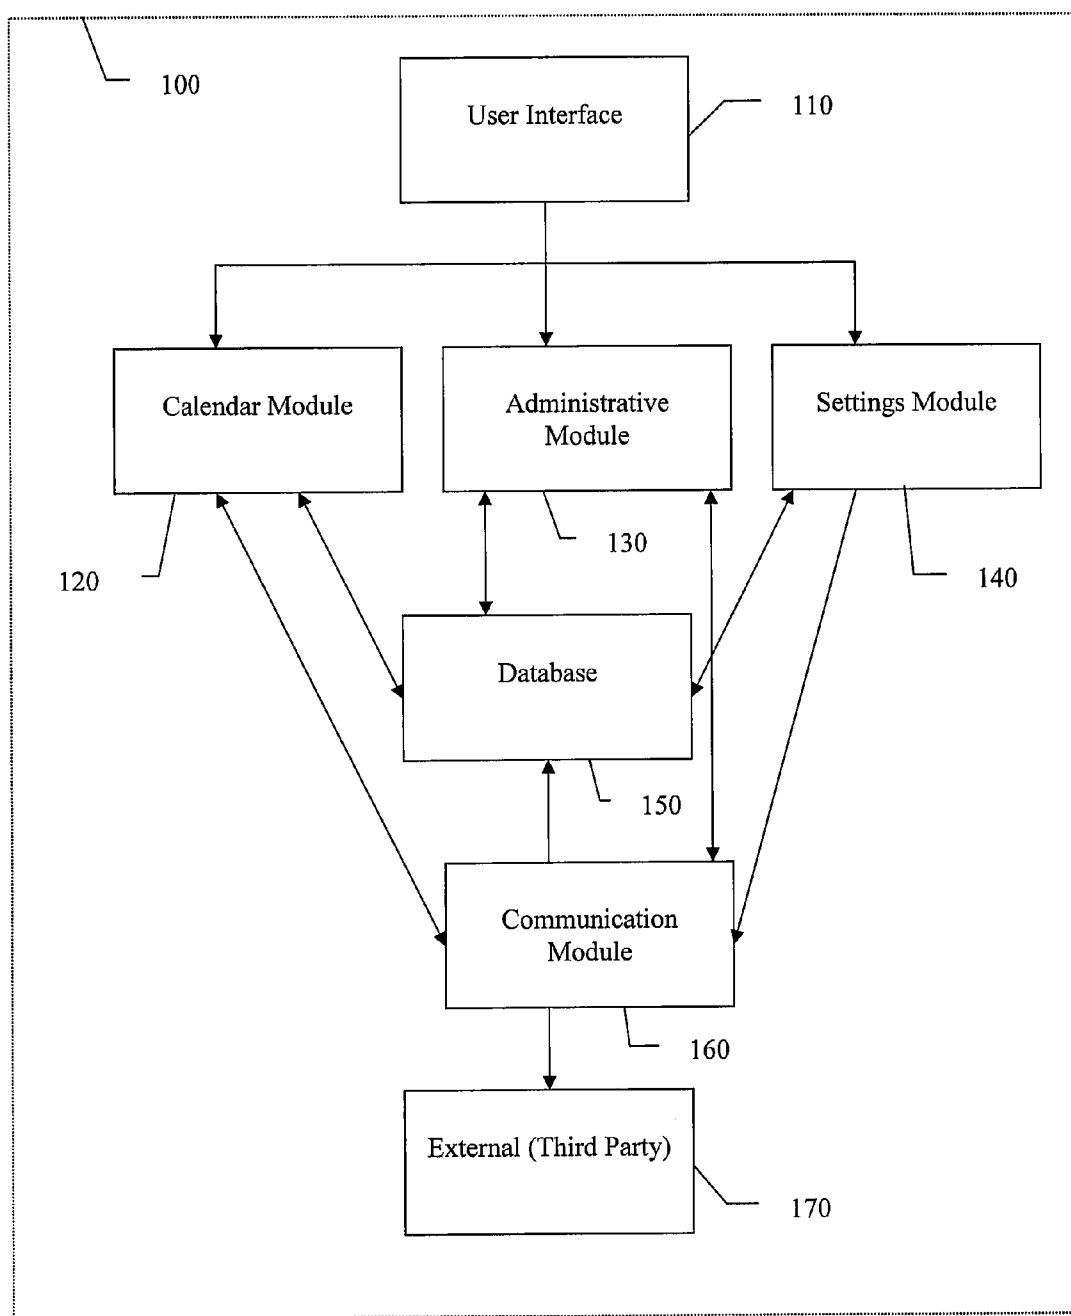 100
User Interface
110
Calendar Module
Administrative
Module
Settings Module
120
130
140
Database
150
Communication
Module
160
External (Third Party)
170